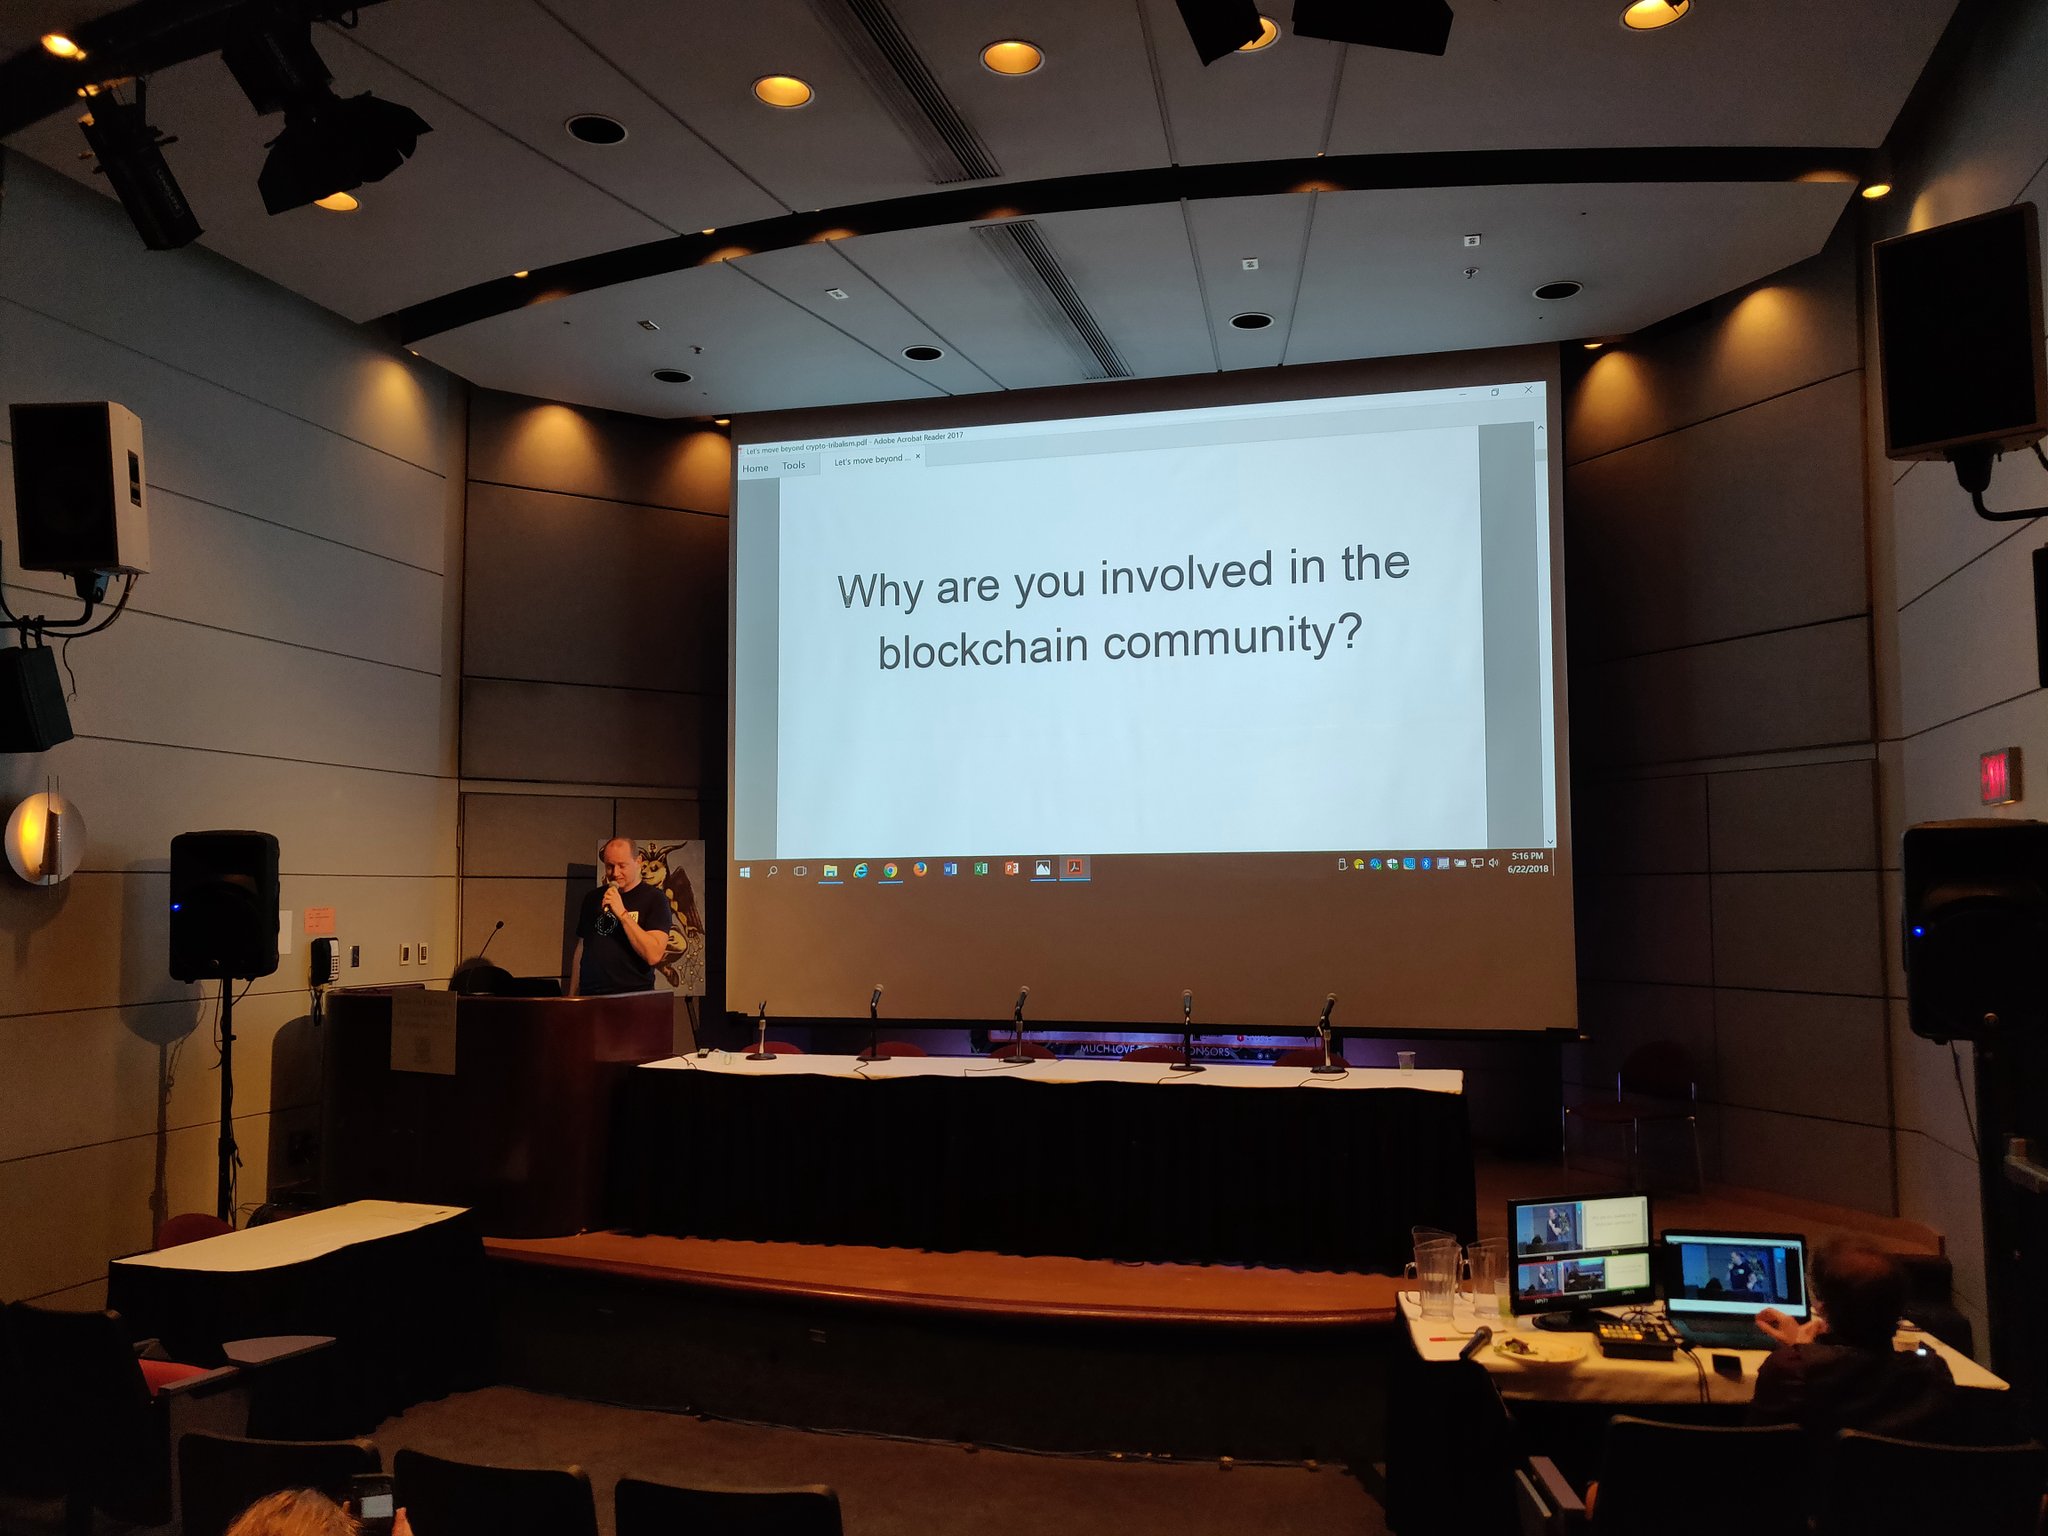 Let's move beyond crypto-tribalism.pdf - Adobe Acrobat Reader 2017
Home Tools Let's move beyond ...
Why are you involved in the
blockchain community?
5:16 PM
6/22/2018
MUCH LOVE SPONSORS